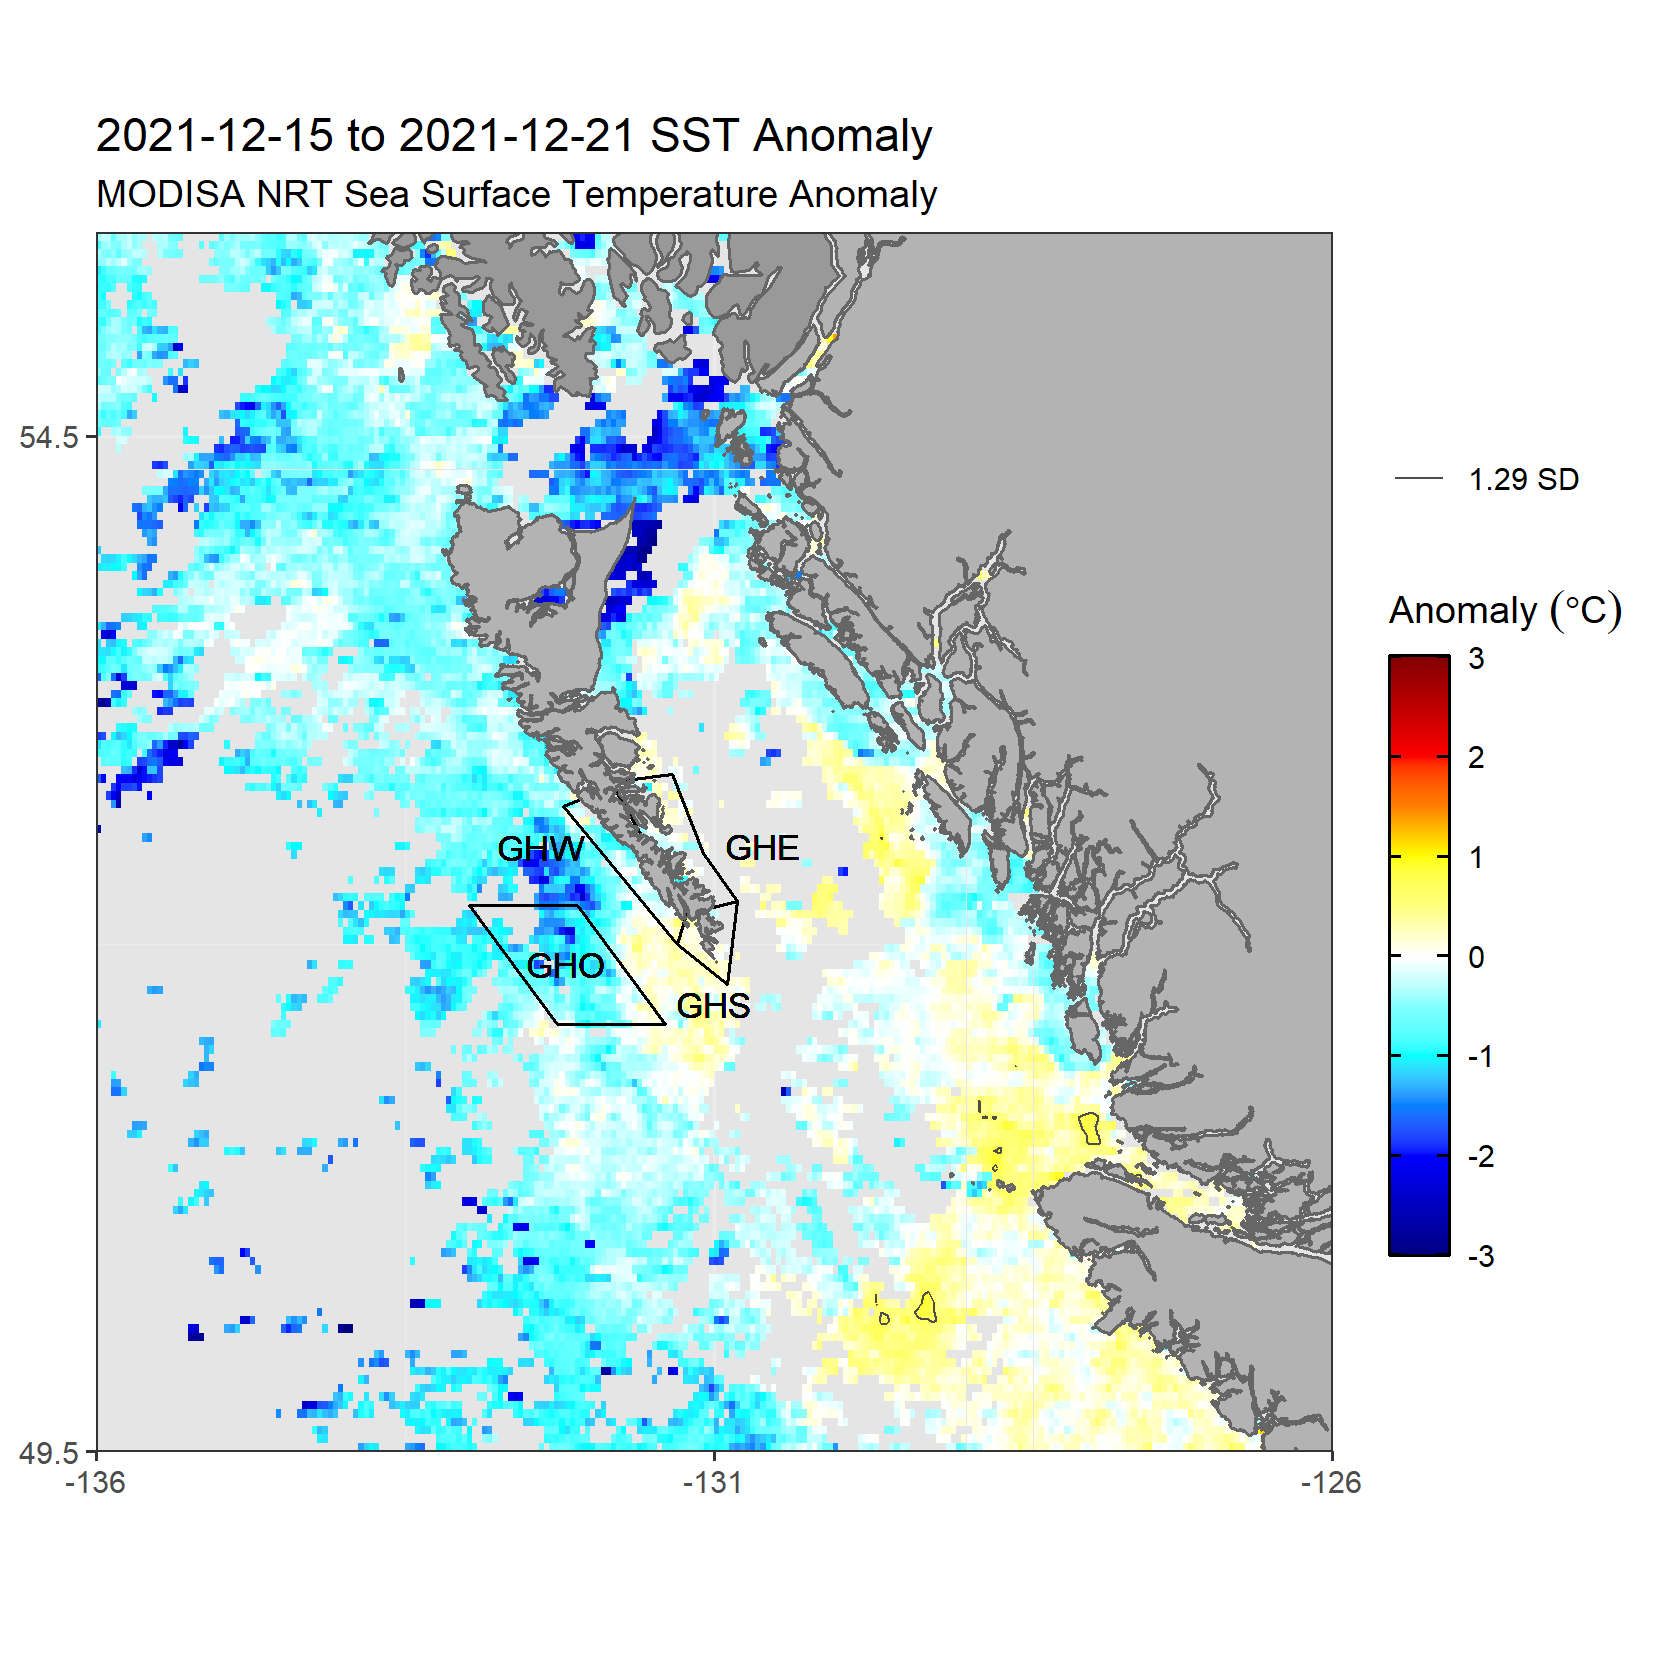 2021-12-15 to 2021-12-21 SST Anomaly
MODISA NRT Sea Surface Temperature Anomaly
54.5
49.5
-136
-131
-126
GHW
GHE
GHO
GHS
1.29 SD
Anomaly (°C)
3
2
1
0
-1
-2
-3